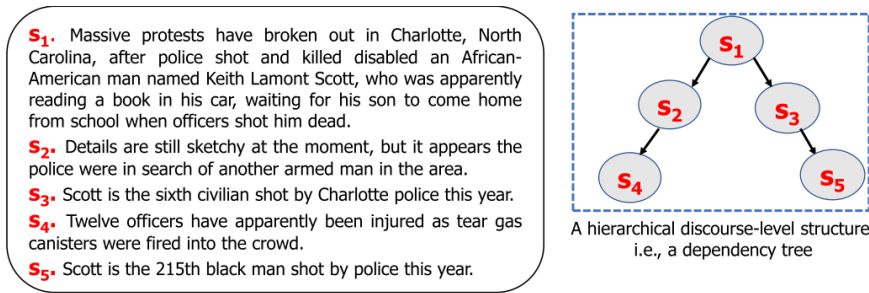 s1. Massive protests have broken out in Charlotte, North
Carolina, after police shot and killed disabled an African-
American man named Keith Lamont Scott, who was apparently
reading a book in his car, waiting for his son to come home
from school when officers shot him dead.
s2. Details are still sketchy at the moment, but it appears the
police were in search of another armed man in the area.
s3. Scott is the sixth civilian shot by Charlotte police this year.
s4. Twelve officers have apparently been injured as tear gas
canisters were fired into the crowd.
s5. Scott is the 215th black man shot by police this year.
s1
s2
s3
s4
s5
A hierarchical discourse-level structure
i.e., a dependency tree